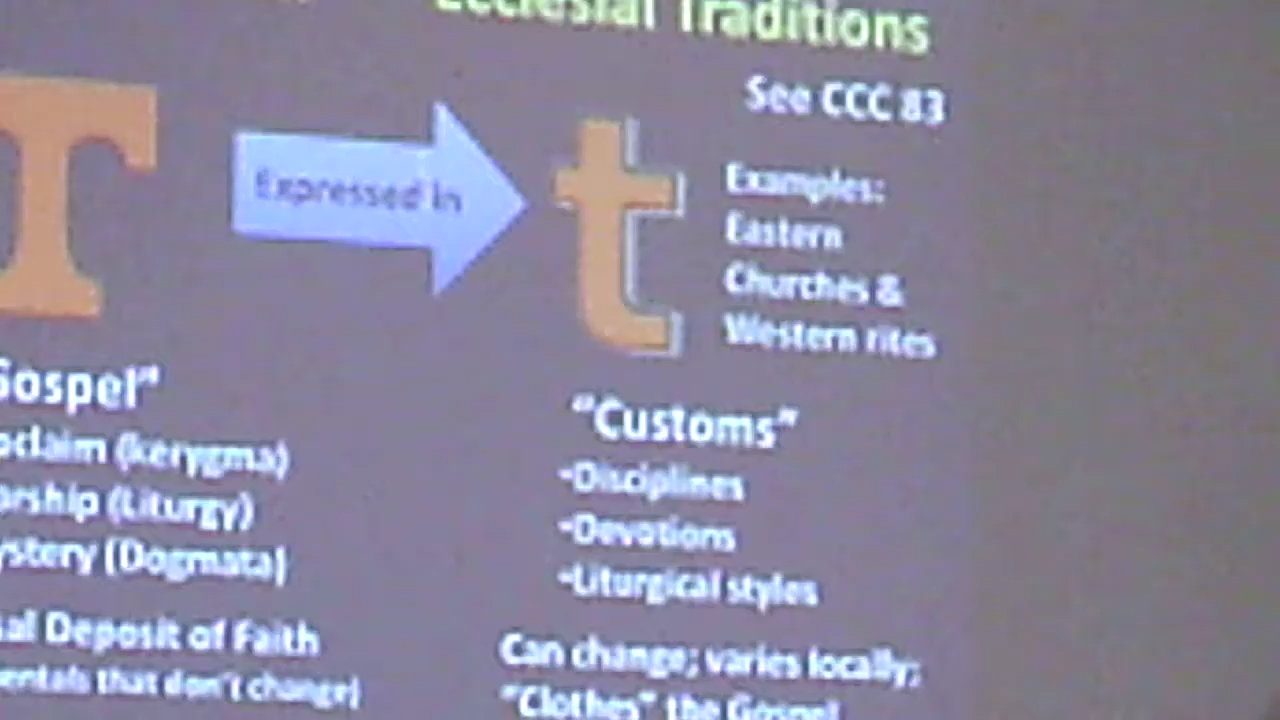 Ecclesial Traditions
See CCC 83
T
Expressed in
t
Examples:
Eastern
Churches &
Western rites
Gospel"
oclaim (kerygma)
orship (Liturgy)
ystery (Dogmata)
sal Deposit of Faith
entals that don't change)
"Customs"
-Disciplines
-Devotions
-Liturgical styles
Can change; varies locally;
"Clothes" the Gospel